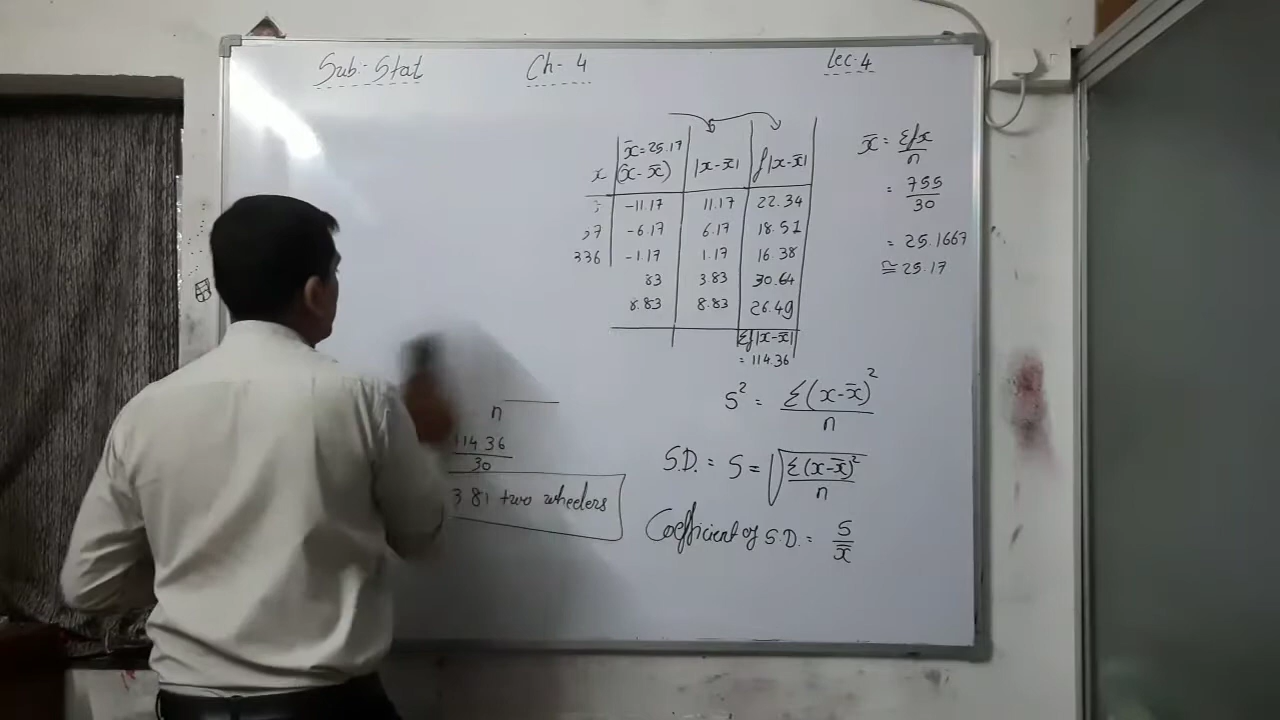 Sub:- Stat Ch- 4 Lec. 4
x̄ = 25.17
x (x-x̄) |x-x̄| f|x-x̄|
-11.17 11.17 22.34
7 -6.17 6.17 18.51
336 -1.17 1.17 16.38
83 3.83 30.64
8.83 8.83 26.49
Σf|x-x̄|
= 114.36
x̄ = Σfx / n
= 755 / 30
= 25.1667
≅ 25.17
n
114 36
30
3 81 two wheelers
S² = Σ(x-x̄)² / n
S.D. = S = √Σ(x-x̄)² / n
Coefficient of S.D. = S / x̄